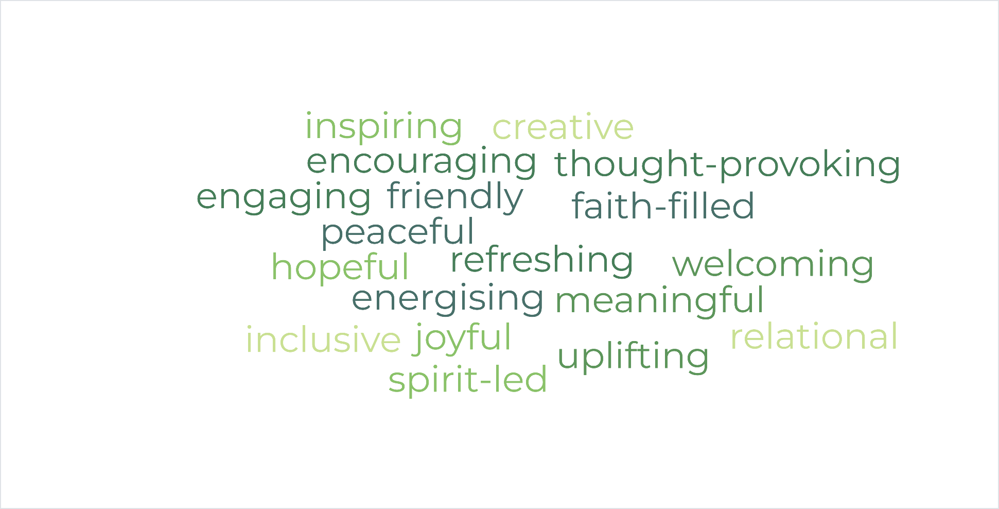 inspiring creative
encouraging thought-provoking
engaging friendly faith-filled
peaceful
hopeful refreshing welcoming
energising meaningful
inclusive joyful relational
uplifting
spirit-led